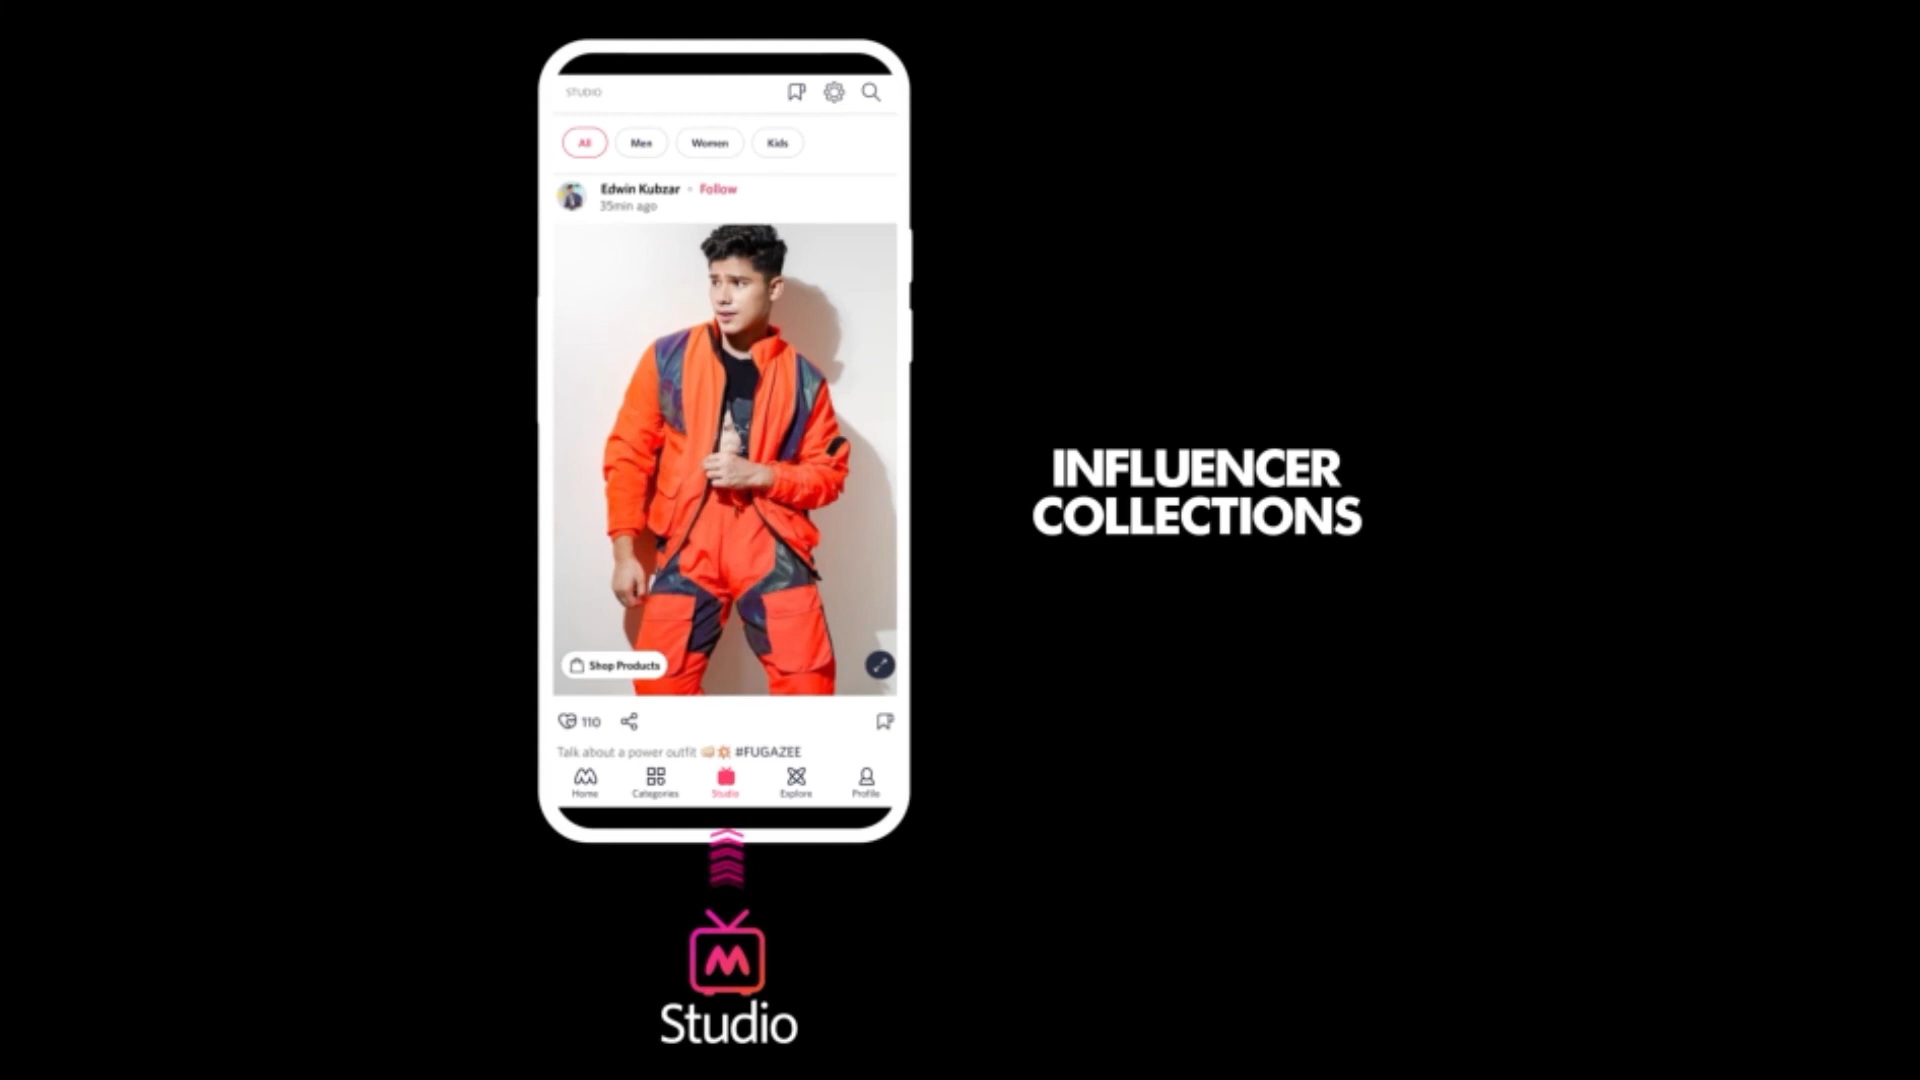 STUDIO
All Men Women Kids
Edwin Kubzar • Follow
35min ago
Shop Products
110
Talk about a power outfit 👊💥 #FUGAZEE
Home Categories Studio Explore Profile
INFLUENCER
COLLECTIONS
M
Studio